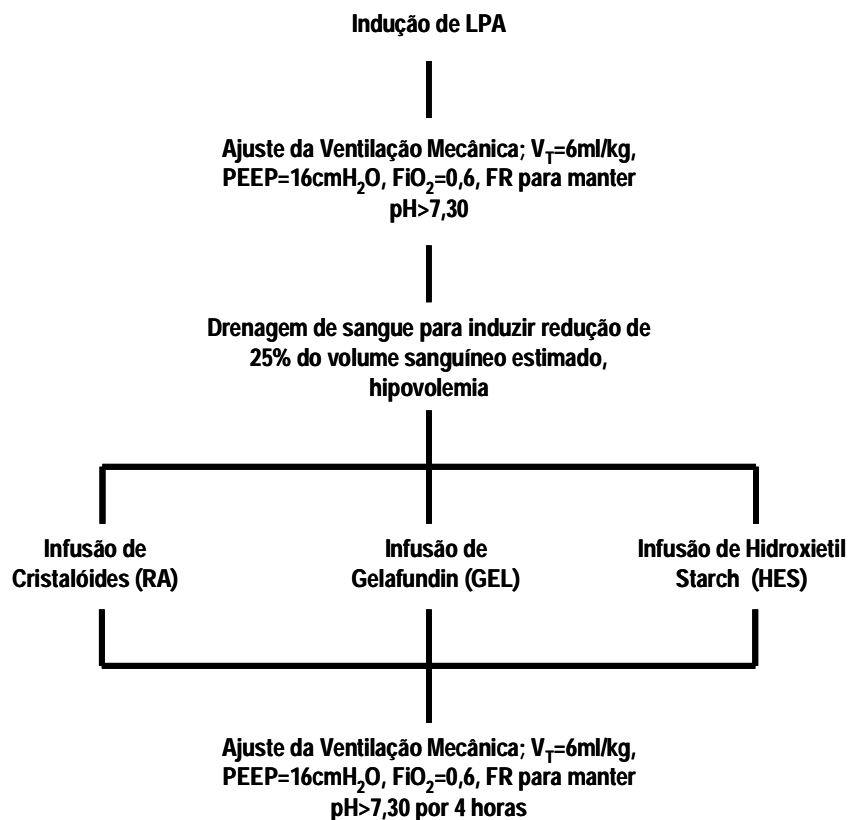 Indução de LPA
Ajuste da Ventilação Mecânica; V_T=6ml/kg,
PEEP=16cmH₂O, FiO₂=0,6, FR para manter
pH>7,30
Drenagem de sangue para induzir redução de
25% do volume sanguíneo estimado,
hipovolemia
Infusão de
Cristalóides (RA)
Infusão de
Gelafundin (GEL)
Infusão de Hidroxietil
Starch (HES)
Ajuste da Ventilação Mecânica; V_T=6ml/kg,
PEEP=16cmH₂O, FiO₂=0,6, FR para manter
pH>7,30 por 4 horas